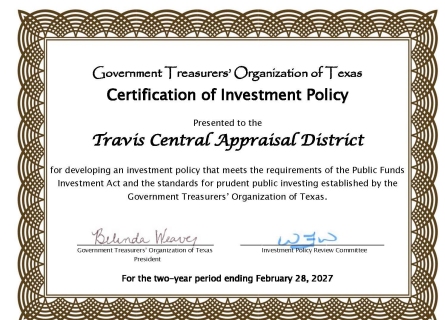 Government Treasurers' Organization of Texas
Certification of Investment Policy
Presented to the
Travis Central Appraisal District
for developing an investment policy that meets the requirements of the Public Funds
Investment Act and the standards for prudent public investing established by the
Government Treasurers' Organization of Texas.
Belinda Weaver
Government Treasurers' Organization of Texas
President
Investment Policy Review Committee
For the two-year period ending February 28, 2027